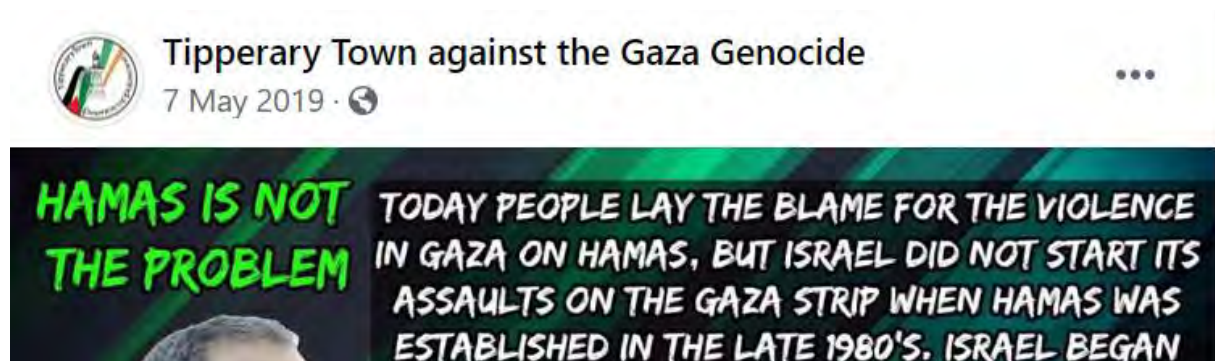 Tipperary Town against the Gaza Genocide
7 May 2019 ·
HAMAS IS NOT
THE PROBLEM
TODAY PEOPLE LAY THE BLAME FOR THE VIOLENCE
IN GAZA ON HAMAS, BUT ISRAEL DID NOT START ITS
ASSAULTS ON THE GAZA STRIP WHEN HAMAS WAS
ESTABLISHED IN THE LATE 1980'S. ISRAEL BEGAN